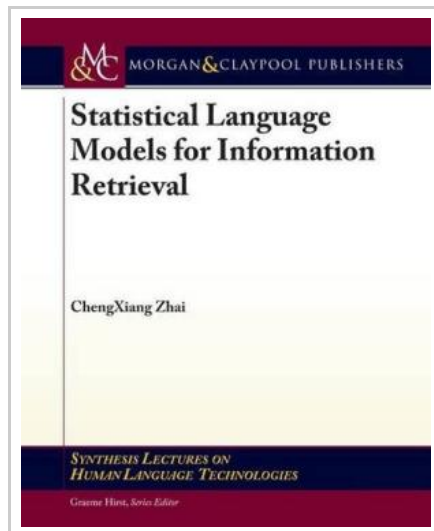 M&C MORGAN&CLAYPOOL PUBLISHERS
Statistical Language
Models for Information
Retrieval
ChengXiang Zhai
SYNTHESIS LECTURES ON
HUMAN LANGUAGE TECHNOLOGIES
Graeme Hirst, Series Editor